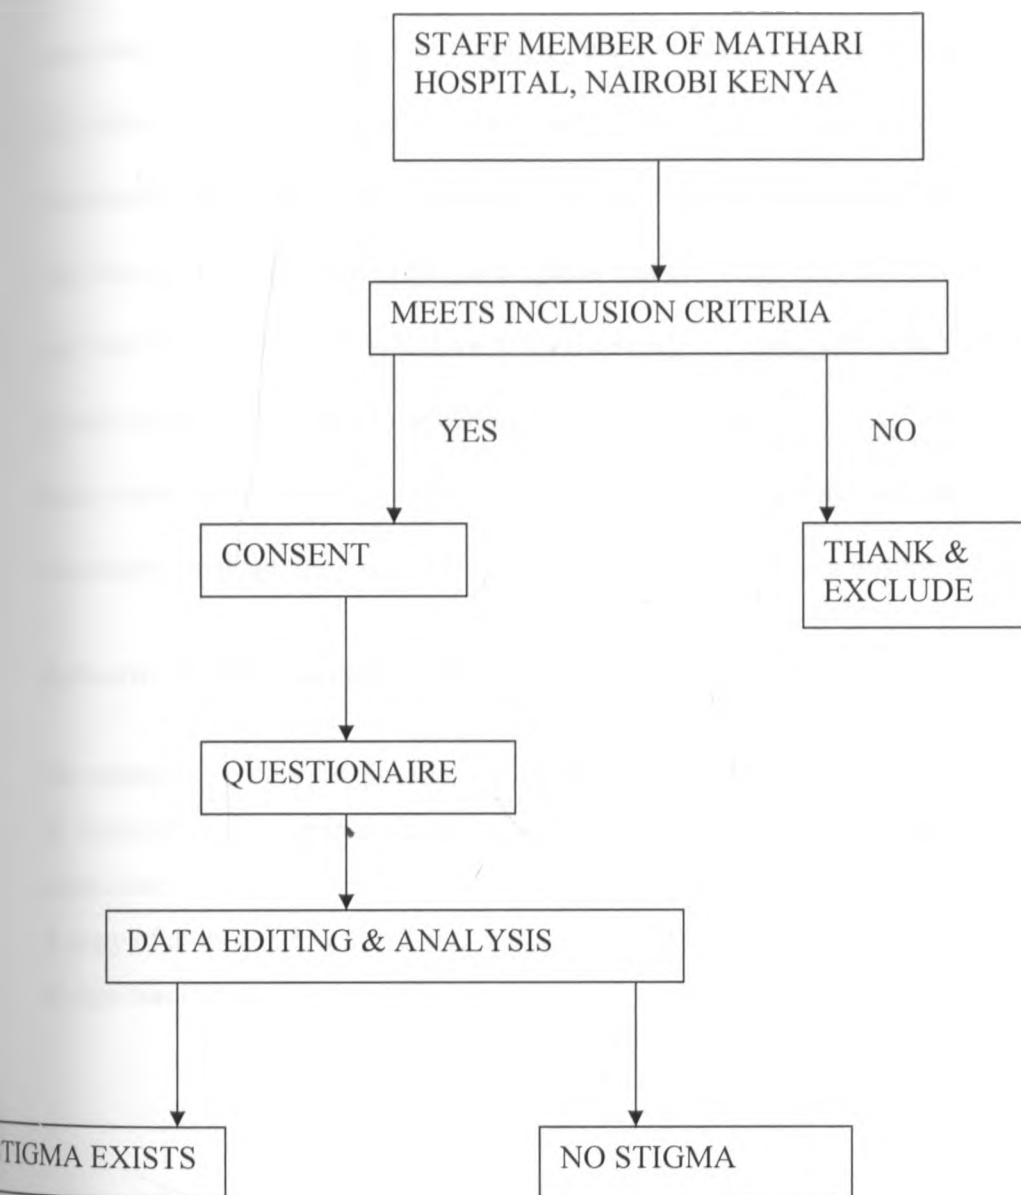 STAFF MEMBER OF MATHARI
HOSPITAL, NAIROBI KENYA
MEETS INCLUSION CRITERIA
YES
NO
CONSENT
THANK &
EXCLUDE
QUESTIONAIRE
DATA EDITING & ANALYSIS
TIGMA EXISTS
NO STIGMA